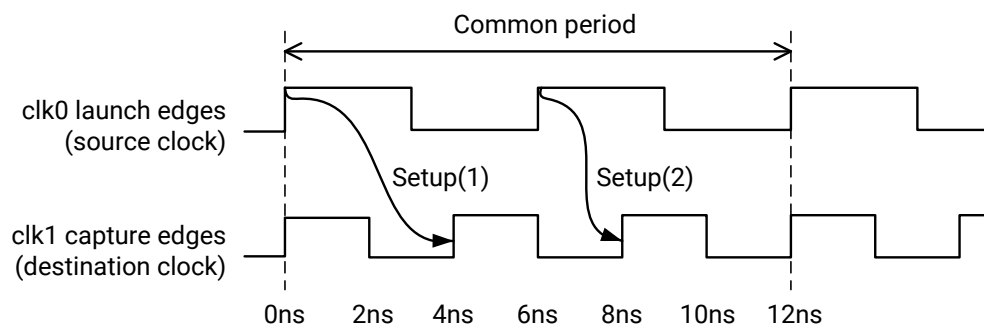 Common period
clk0 launch edges
(source clock)
Setup(1)
Setup(2)
clk1 capture edges
(destination clock)
0ns 2ns 4ns 6ns 8ns 10ns 12ns